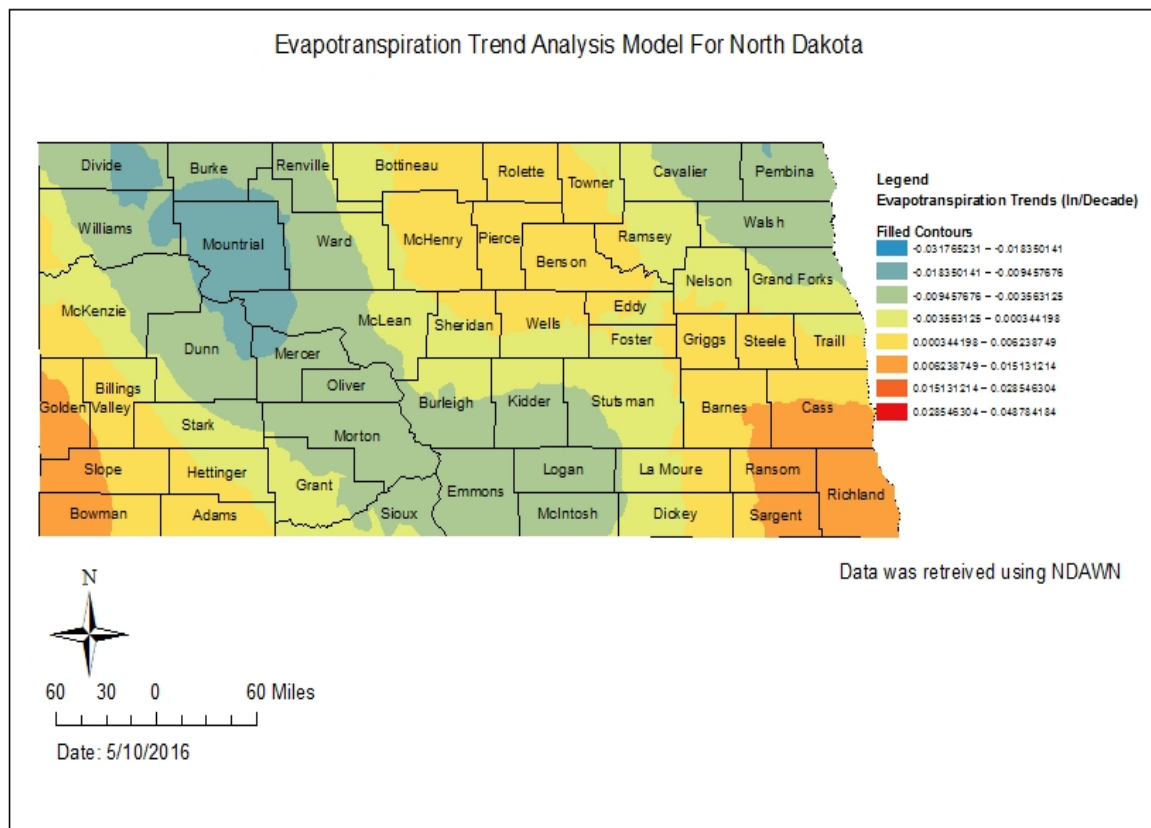 Evapotranspiration Trend Analysis Model For North Dakota
Divide
Burke
Renville
Bottineau
Rolette
Towner
Cavalier
Pembina
Williams
Mountrial
Ward
McHenry
Pierce
Benson
Ramsey
Walsh
Nelson
Grand Forks
McKenzie
Dunn
McLean
Mercer
Sheridan
Wells
Eddy
Foster
Griggs
Steele
Traill
Golden
Billings
Valley
Stark
Oliver
Morton
Burleigh
Kidder
Stutsman
Barnes
Cass
Slope
Hettinger
Grant
Emmons
Logan
La Moure
Ransom
Richland
Bowman
Adams
Sioux
McIntosh
Dickey
Sargent
Legend
Evapotranspiration Trends (In/Decade)
Filled Contours
-0.031765231 – -0.018350141
-0.018350141 – -0.009457676
-0.009457676 – -0.003563125
-0.003563125 – 0.000344198
0.000344198 – 0.006238749
0.006238749 – 0.015131214
0.015131214 – 0.028546304
0.028546304 – 0.048784184
Data was retreived using NDAWN
N
60 30 0 60 Miles
Date: 5/10/2016